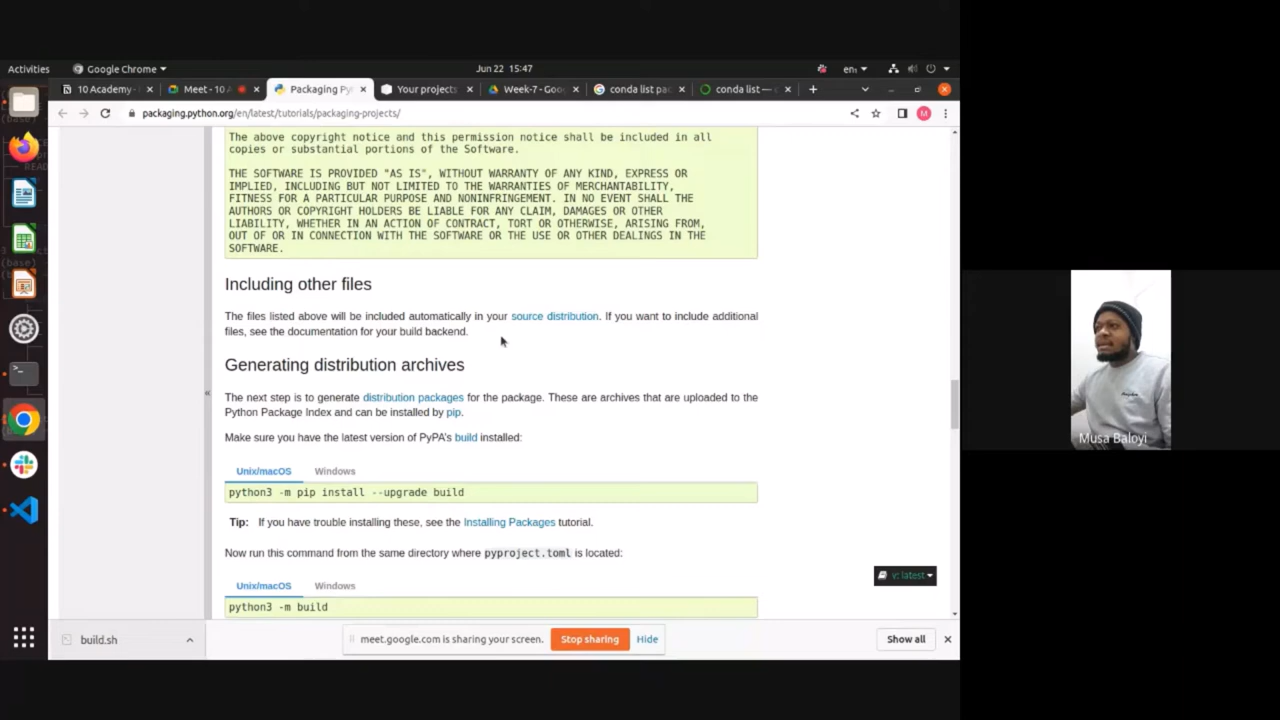 Activities
Google Chrome
Jun 22 15:47
en₁
10 Academy -
Meet - 10
Packaging Py
Your projects
Week-7 - Goo
conda list pac
conda list —
packaging.python.org/en/latest/tutorials/packaging-projects/
M
The above copyright notice and this permission notice shall be included in all
copies or substantial portions of the Software.
THE SOFTWARE IS PROVIDED "AS IS", WITHOUT WARRANTY OF ANY KIND, EXPRESS OR
IMPLIED, INCLUDING BUT NOT LIMITED TO THE WARRANTIES OF MERCHANTABILITY,
FITNESS FOR A PARTICULAR PURPOSE AND NONINFRINGEMENT. IN NO EVENT SHALL THE
AUTHORS OR COPYRIGHT HOLDERS BE LIABLE FOR ANY CLAIM, DAMAGES OR OTHER
LIABILITY, WHETHER IN AN ACTION OF CONTRACT, TORT OR OTHERWISE, ARISING FROM,
OUT OF OR IN CONNECTION WITH THE SOFTWARE OR THE USE OR OTHER DEALINGS IN THE
SOFTWARE.
Including other files
The files listed above will be included automatically in your source distribution. If you want to include additional
files, see the documentation for your build backend.
Generating distribution archives
The next step is to generate distribution packages for the package. These are archives that are uploaded to the
Python Package Index and can be installed by pip.
Make sure you have the latest version of PyPA's build installed:
Unix/macOS Windows
python3 -m pip install --upgrade build
Tip: If you have trouble installing these, see the Installing Packages tutorial.
Now run this command from the same directory where pyproject.toml is located:
v: latest
Unix/macOS Windows
python3 -m build
build.sh
meet.google.com is sharing your screen.
Stop sharing
Hide
Show all
Musa Baloyi